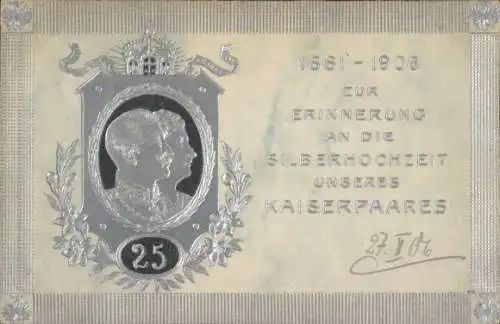 1881 - 1906
ZUR
ERINNERUNG
AN DIE
SILBERHOCHZEIT
UNSERES
KAISERPAARES
25
27. II 06